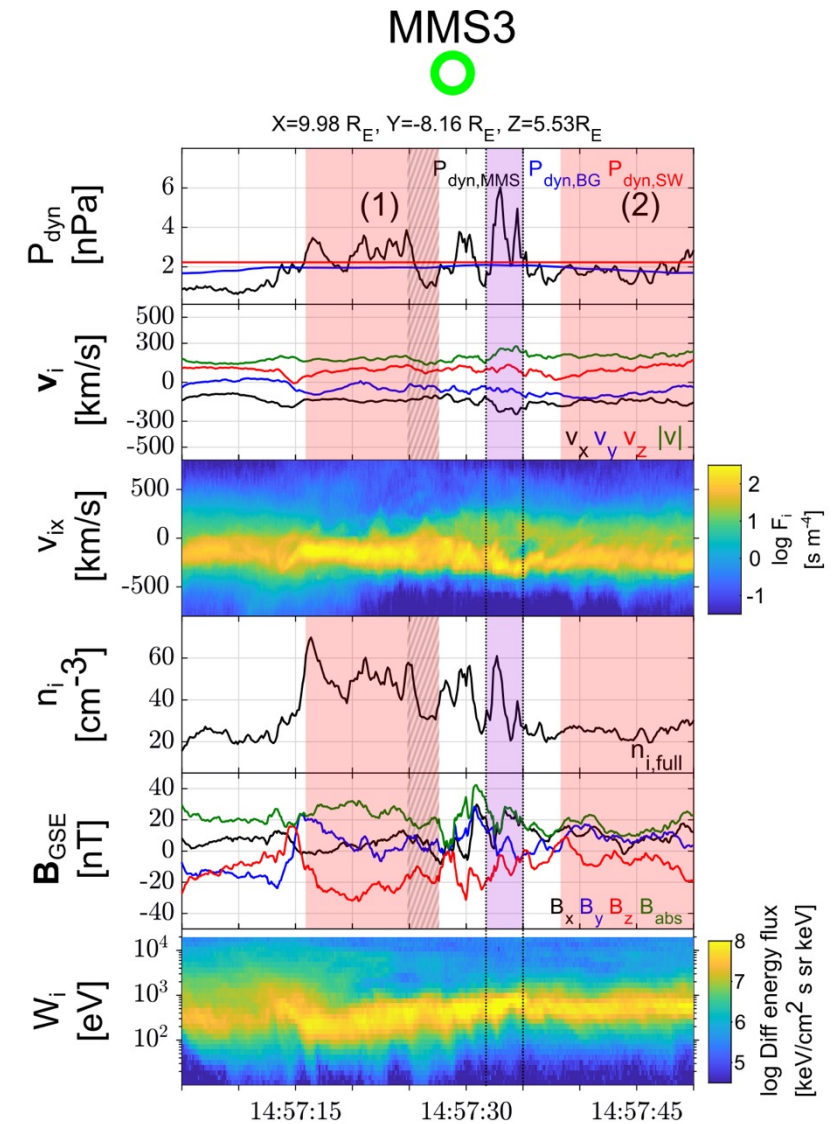 MMS3
X=9.98 R_E, Y=-8.16 R_E, Z=5.53R_E
P_dyn [nPa]
6
4
2
P_dyn,MMS P_dyn,BG P_dyn,SW
(1) (2)
v_i [km/s]
500
300
0
-300
-500
v_x v_y v_z |v|
v_ix [km/s]
500
0
-500
2
1
0
-1
log F_i [s m^-4]
n_i [cm^-3]
60
40
20
n_i,full
B_GSE [nT]
40
20
0
-20
-40
B_x B_y B_z B_abs
W_i [eV]
10^4
10^3
10^2
8
7
6
5
log Diff energy flux [keV/cm^2 s sr keV]
14:57:15 14:57:30 14:57:45